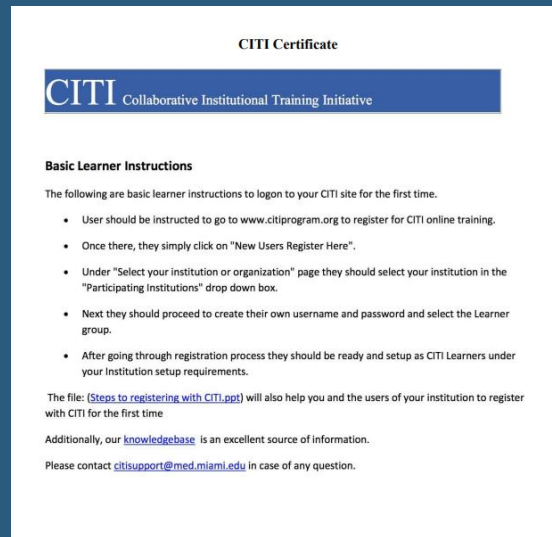 CITI Certificate
CITI Collaborative Institutional Training Initiative
Basic Learner Instructions
The following are basic learner instructions to logon to your CITI site for the first time.
• User should be instructed to go to www.citiprogram.org to register for CITI online training.
• Once there, they simply click on "New Users Register Here".
• Under "Select your institution or organization" page they should select your institution in the
"Participating Institutions" drop down box.
• Next they should proceed to create their own username and password and select the Learner
group.
• After going through registration process they should be ready and setup as CITI Learners under
your Institution setup requirements.
The file: (Steps to registering with CITI.ppt) will also help you and the users of your institution to register
with CITI for the first time
Additionally, our knowledgebase is an excellent source of information.
Please contact citisupport@med.miami.edu in case of any question.